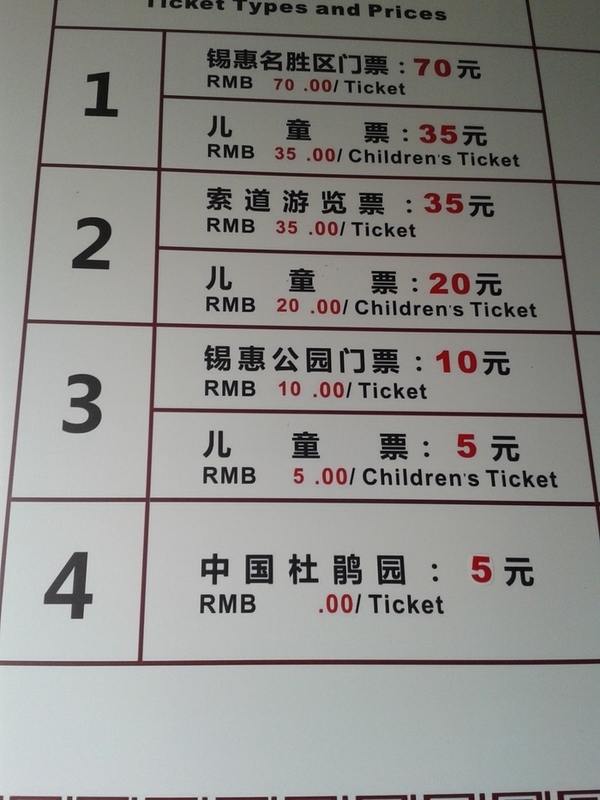 Ticket Types and Prices
1
锡惠名胜区门票：70元
RMB 70 .00/ Ticket
儿 童 票：35元
RMB 35 .00/ Children's Ticket
2
索道游览票：35元
RMB 35 .00/ Ticket
儿 童 票：20元
RMB 20 .00/ Children's Ticket
3
锡惠公园门票：10元
RMB 10 .00/ Ticket
儿 童 票：5元
RMB 5 .00/ Children's Ticket
4
中国杜鹃园：5元
RMB .00/ Ticket